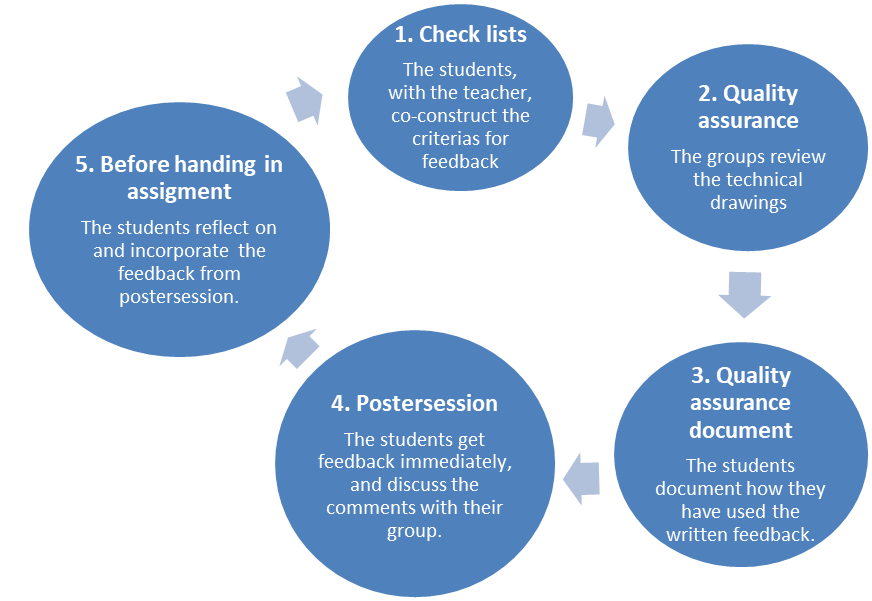 1. Check lists
The students,
with the teacher,
co-construct the
criterias for
feedback
2. Quality
assurance
The groups review
the technical
drawings
3. Quality
assurance
document
The students
document how they
have used the
written feedback.
4. Postersession
The students get
feedback immediately,
and discuss the
comments with their
group.
5. Before handing in
assigment
The students reflect on
and incorporate the
feedback from
postersession.